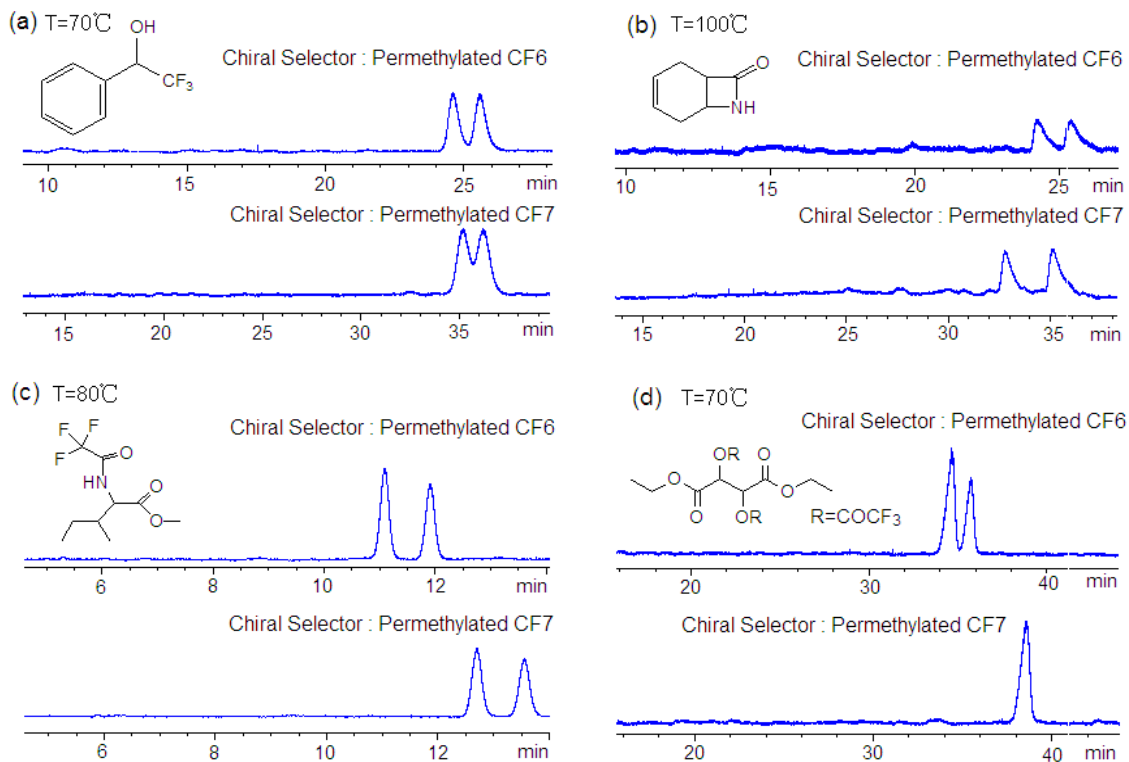 (a) T=70℃
OH
CF3
Chiral Selector : Permethylated CF6
10 15 20 25 min
Chiral Selector : Permethylated CF7
15 20 25 30 35 min
(b) T=100℃
O
NH
Chiral Selector : Permethylated CF6
10 15 20 25 min
Chiral Selector : Permethylated CF7
15 20 25 30 35 min
(c) T=80℃
F
F
F
O
HN
O
O
Chiral Selector : Permethylated CF6
6 8 10 12 min
Chiral Selector : Permethylated CF7
6 8 10 12 min
(d) T=70℃
Chiral Selector : Permethylated CF6
OR O
O
O
O OR
R=COCF3
20 30 40 min
Chiral Selector : Permethylated CF7
20 30 40 min